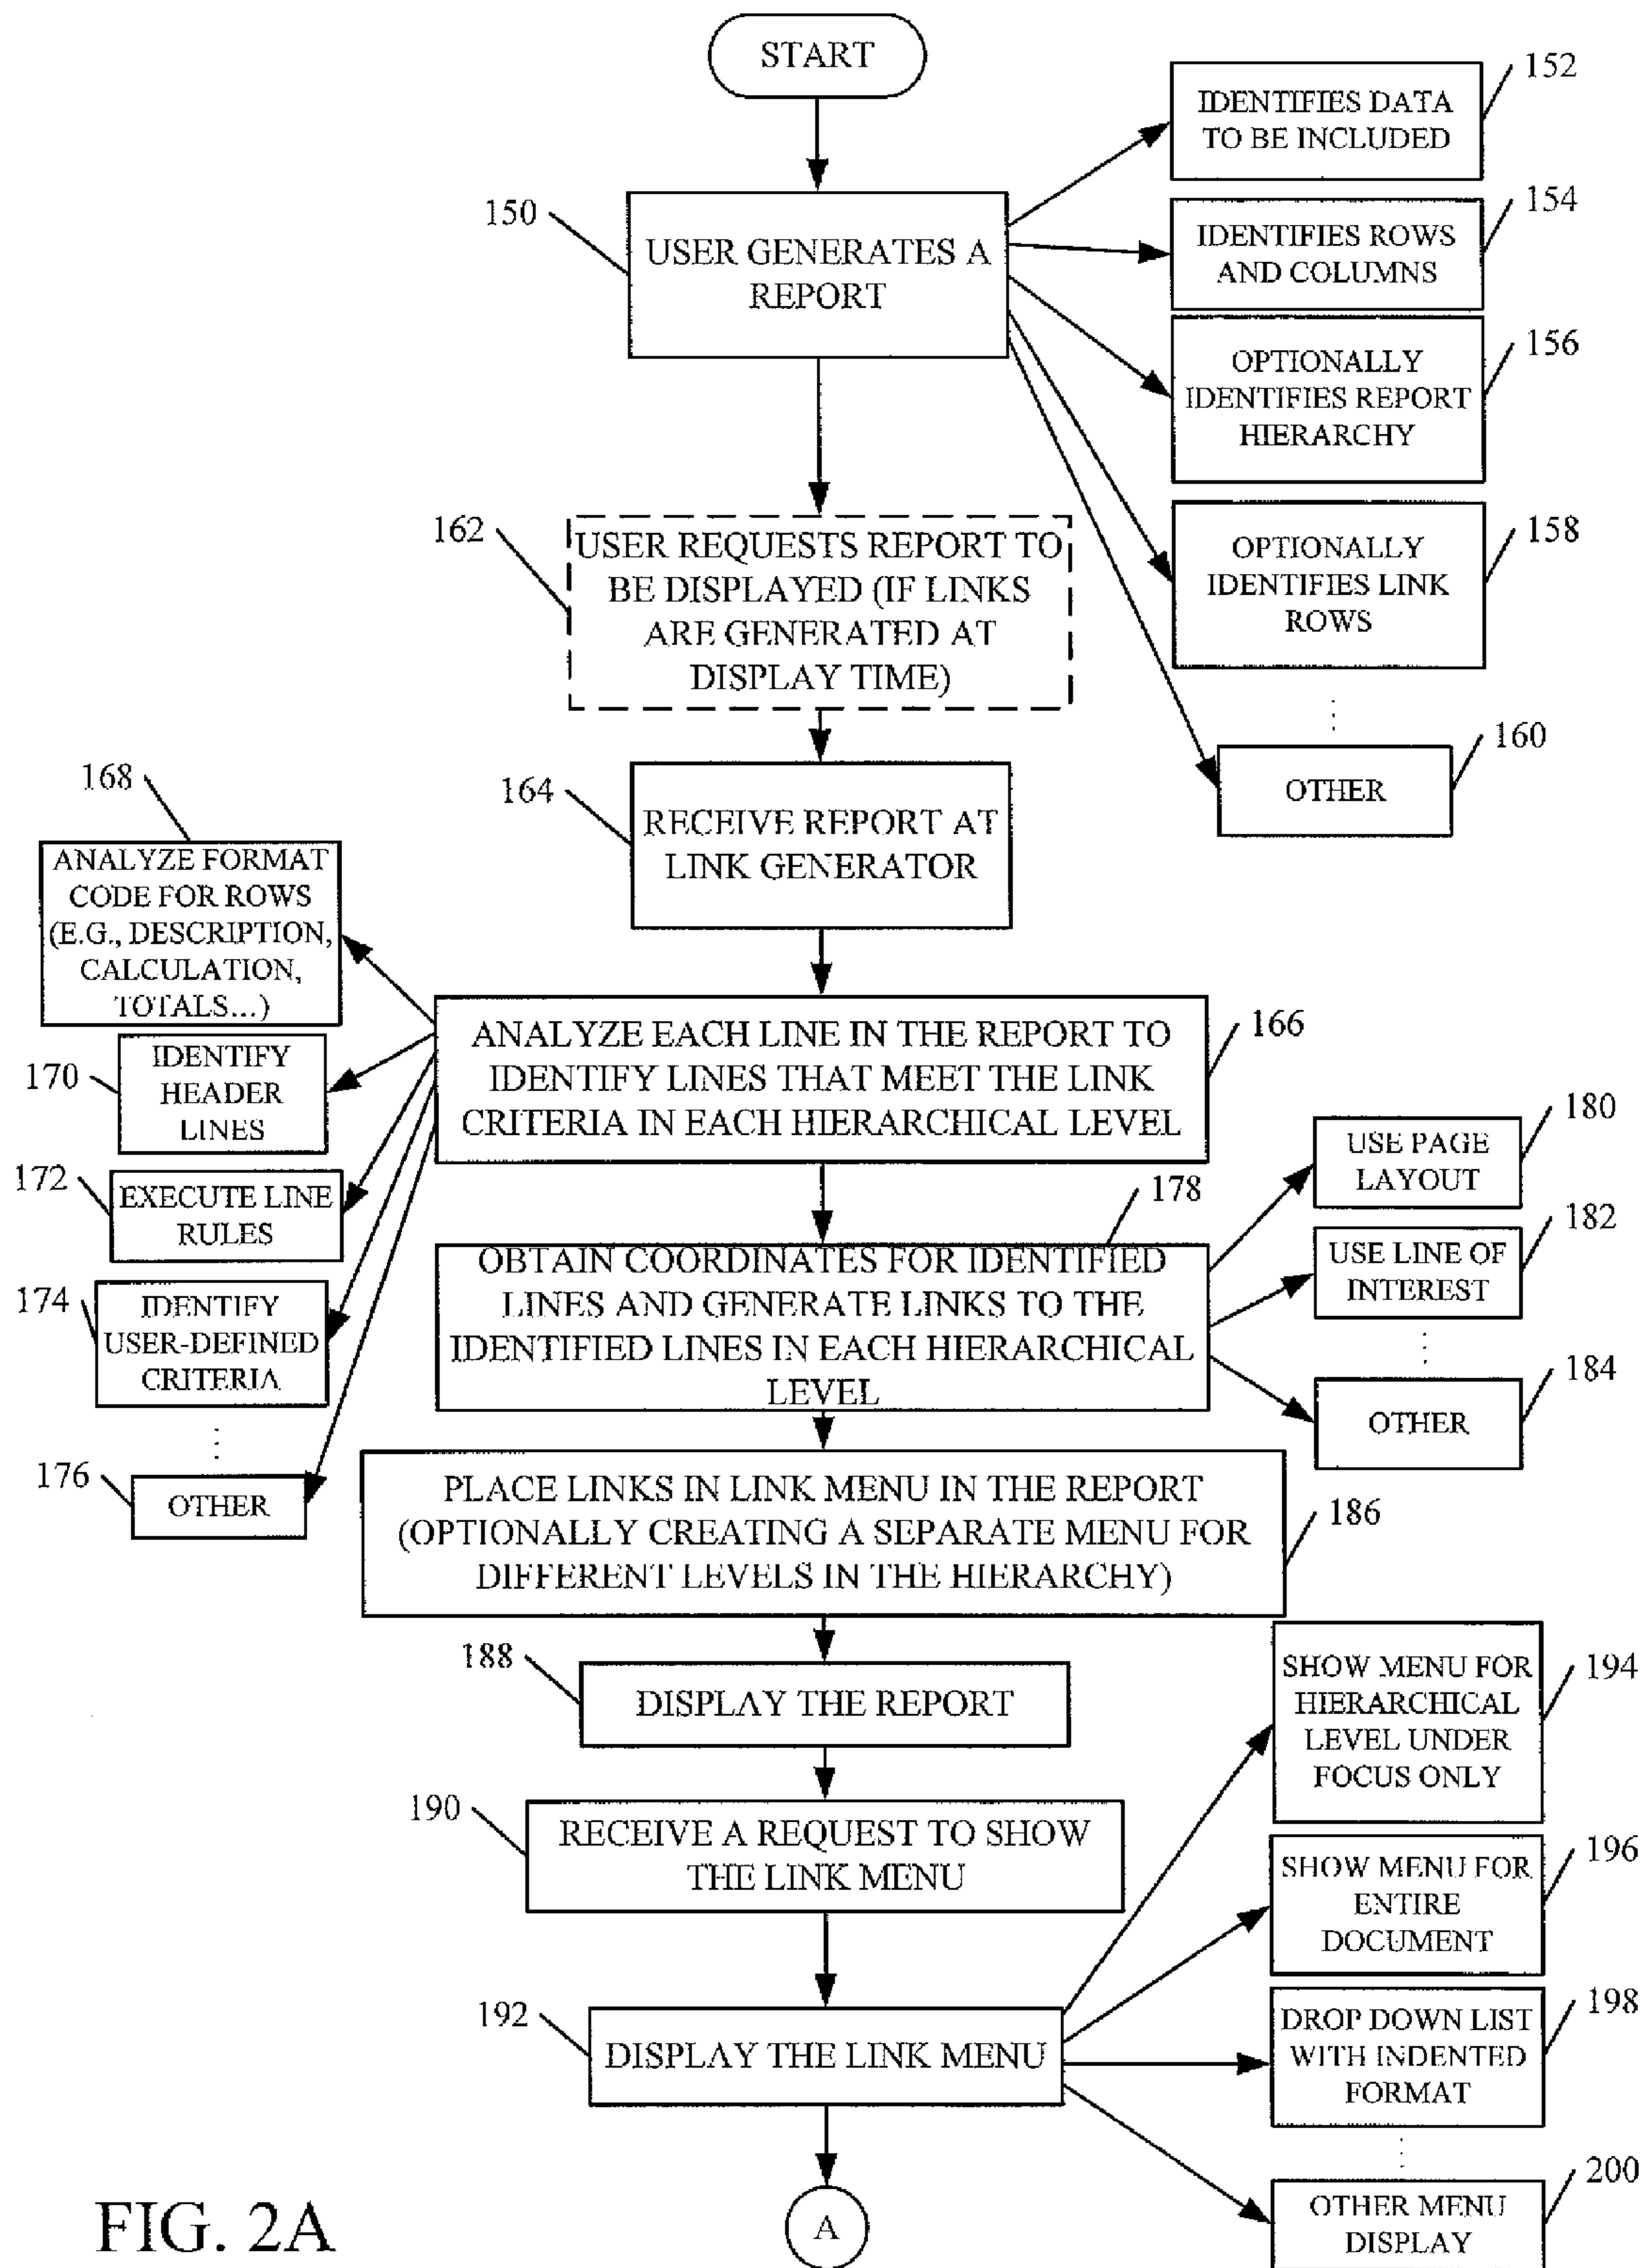 START
152
IDENTIFIES DATA
TO BE INCLUDED
150
USER GENERATES A
REPORT
154
IDENTIFIES ROWS
AND COLUMNS
156
OPTIONALLY
IDENTIFIES REPORT
HIERARCHY
158
OPTIONALLY
IDENTIFIES LINK
ROWS
160
OTHER
162
USER REQUESTS REPORT TO
BE DISPLAYED (IF LINKS
ARE GENERATED AT
DISPLAY TIME)
164
RECEIVE REPORT AT
LINK GENERATOR
168
ANALYZE FORMAT
CODE FOR ROWS
(E.G., DESCRIPTION,
CALCULATION,
TOTALS...)
166
ANALYZE EACH LINE IN THE REPORT TO
IDENTIFY LINES THAT MEET THE LINK
CRITERIA IN EACH HIERARCHICAL LEVEL
170
IDENTIFY
HEADER
LINES
172
EXECUTE LINE
RULES
174
IDENTIFY
USER-DEFINED
CRITERIA
176
OTHER
178
OBTAIN COORDINATES FOR IDENTIFIED
LINES AND GENERATE LINKS TO THE
IDENTIFIED LINES IN EACH HIERARCHICAL
LEVEL
180
USE PAGE
LAYOUT
182
USE LINE OF
INTEREST
184
OTHER
186
PLACE LINKS IN LINK MENU IN THE REPORT
(OPTIONALLY CREATING A SEPARATE MENU FOR
DIFFERENT LEVELS IN THE HIERARCHY)
188
DISPLAY THE REPORT
190
RECEIVE A REQUEST TO SHOW
THE LINK MENU
192
DISPLAY THE LINK MENU
194
SHOW MENU FOR
HIERARCHICAL
LEVEL UNDER
FOCUS ONLY
196
SHOW MENU FOR
ENTIRE
DOCUMENT
198
DROP DOWN LIST
WITH INDENTED
FORMAT
200
OTHER MENU
DISPLAY
A
FIG. 2A